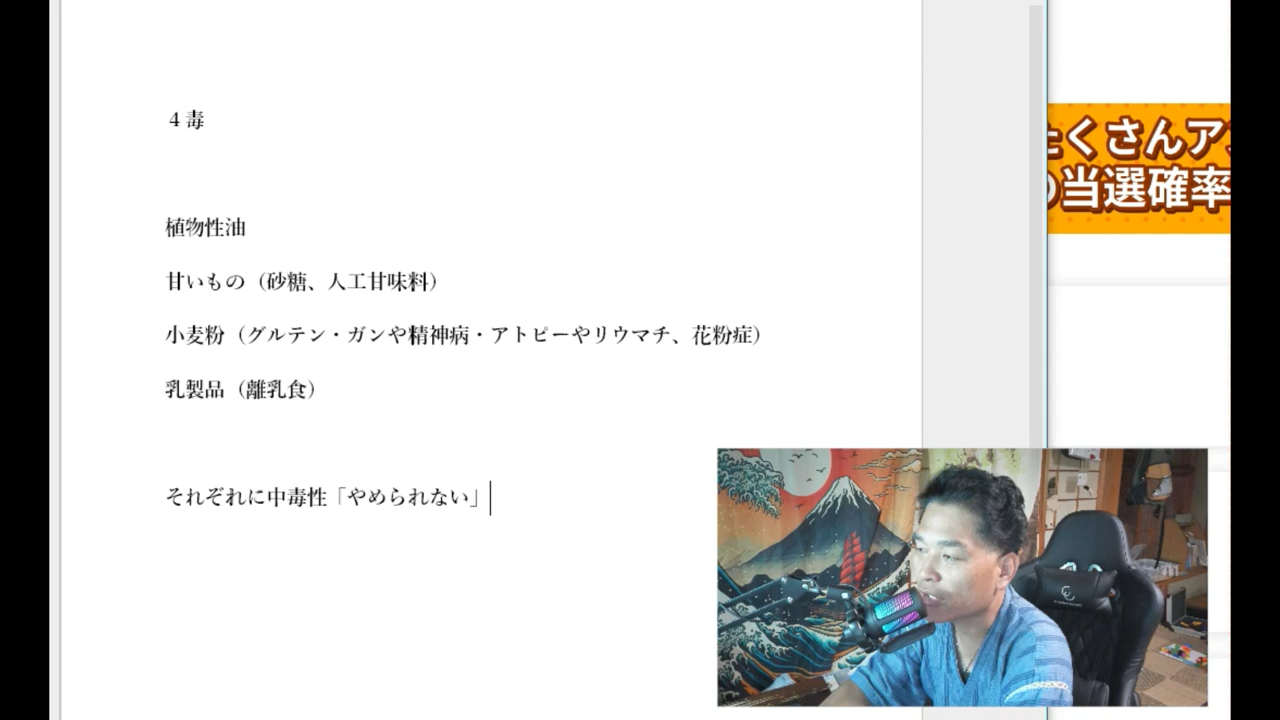 ４毒
植物性油
甘いもの（砂糖、人工甘味料）
小麦粉（グルテン・ガンや精神病・アトピーやリウマチ、花粉症）
乳製品（離乳食）
それぞれに中毒性「やめられない」
たくさんア
の当選確率